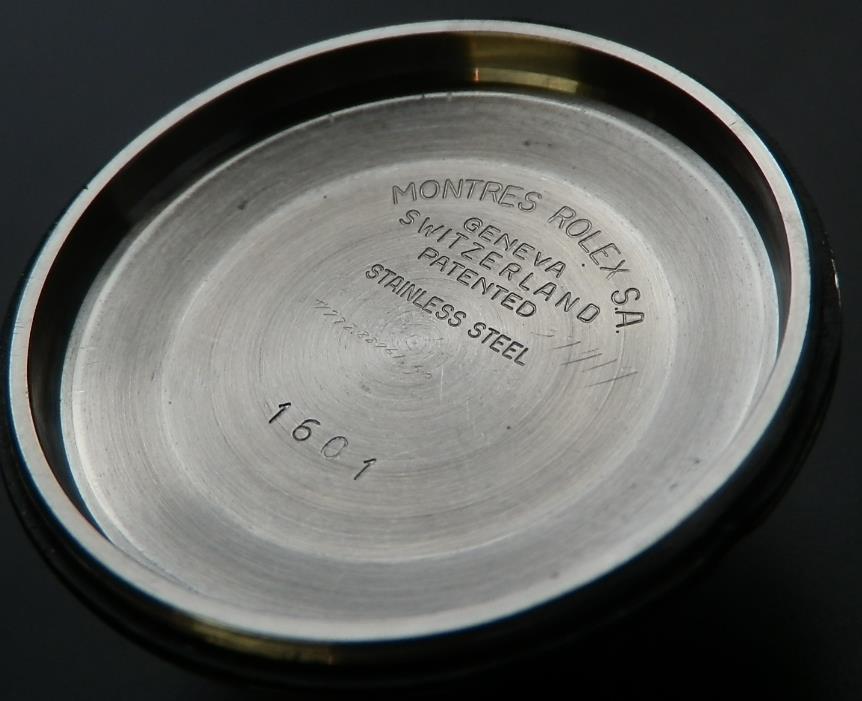 MONTRES ROLEX S.A.
GENEVA
SWITZERLAND
PATENTED
STAINLESS STEEL
1601